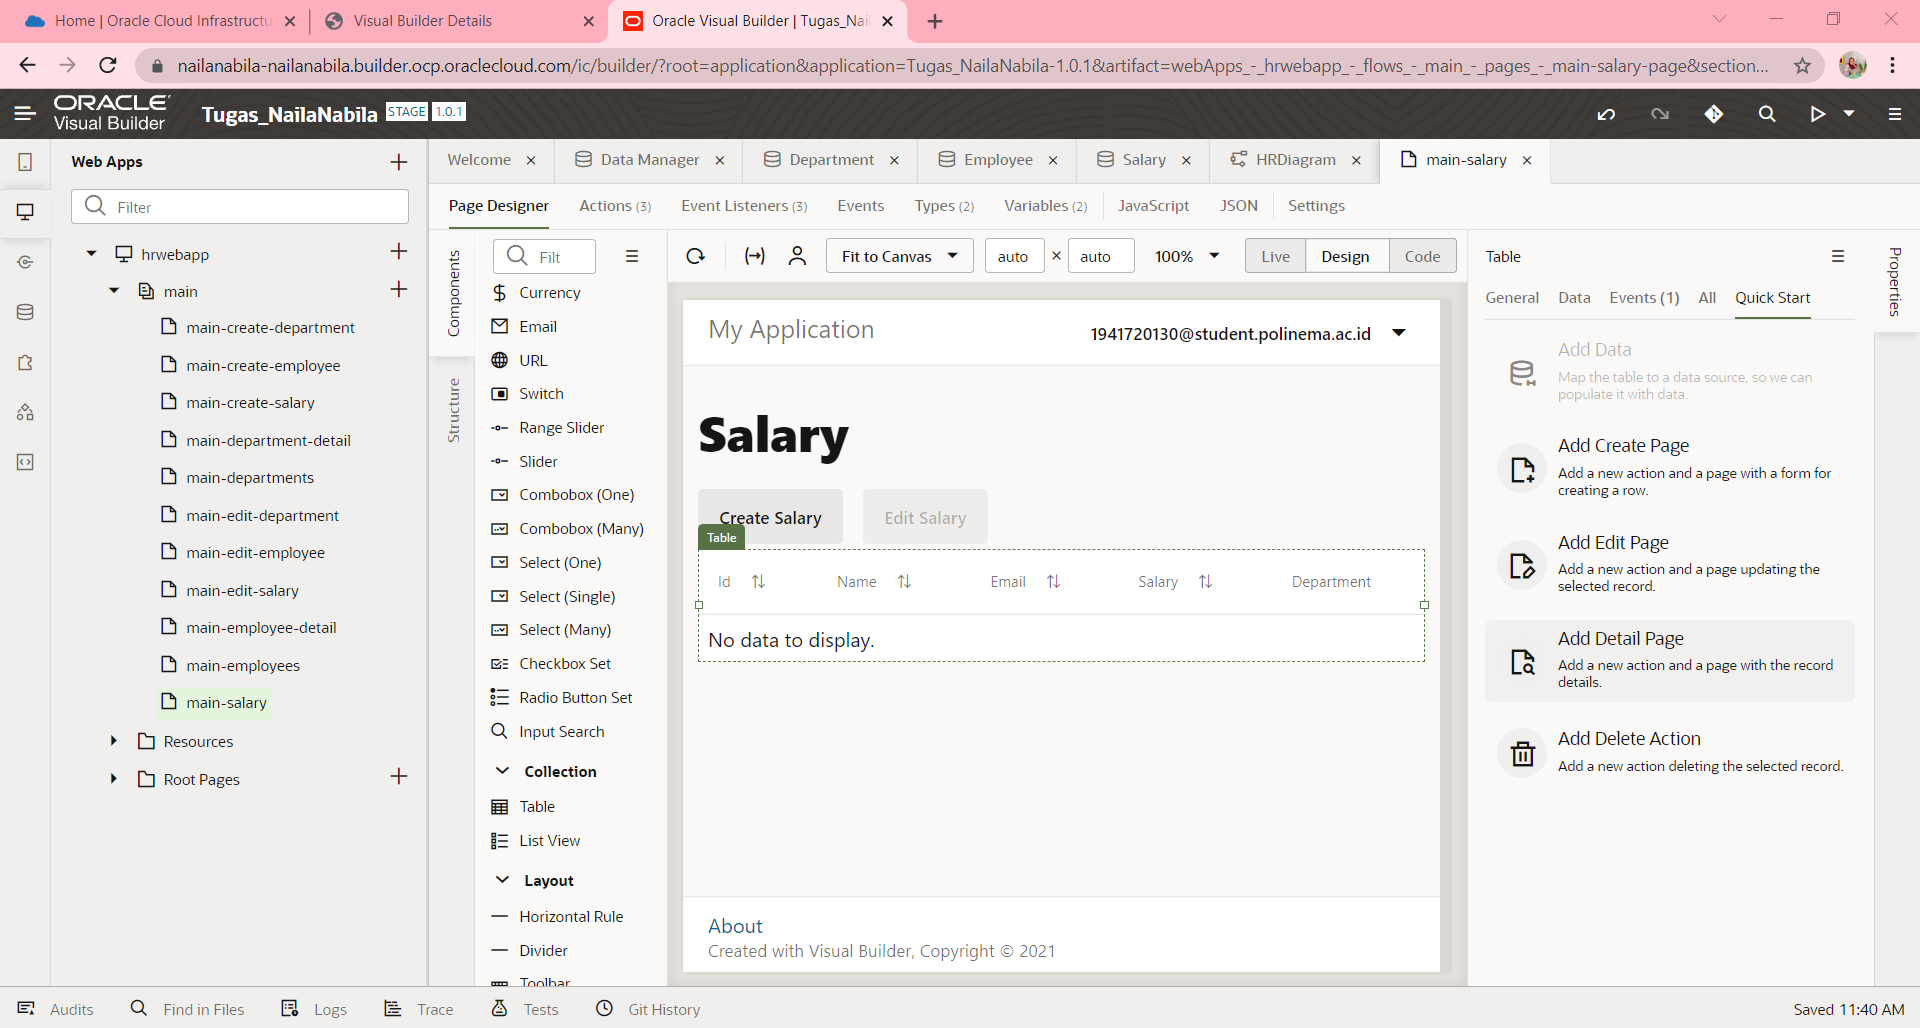 Home | Oracle Cloud Infrastructu
Visual Builder Details
Oracle Visual Builder | Tugas_Nail
nailanabila-nailanabila.builder.ocp.oraclecloud.com/ic/builder/?root=application&application=Tugas_NailaNabila-1.0.1&artifact=webApps_-_hrwebapp_-_flows_-_main_-_pages_-_main-salary-page&section...
ORACLE
Visual Builder
Tugas_NailaNabila STAGE 1.0.1
Web Apps
Filter
hrwebapp
main
main-create-department
main-create-employee
main-create-salary
main-department-detail
main-departments
main-edit-department
main-edit-employee
main-edit-salary
main-employee-detail
main-employees
main-salary
Resources
Root Pages
Welcome
Data Manager
Department
Employee
Salary
HRDiagram
main-salary
Page Designer
Actions (3)
Event Listeners (3)
Events
Types (2)
Variables (2)
JavaScript
JSON
Settings
Components
Structure
Filt
Currency
Email
URL
Switch
Range Slider
Slider
Combobox (One)
Combobox (Many)
Select (One)
Select (Single)
Select (Many)
Checkbox Set
Radio Button Set
Input Search
Collection
Table
List View
Layout
Horizontal Rule
Divider
Toolbar
Fit to Canvas
auto × auto
100%
Live
Design
Code
My Application
1941720130@student.polinema.ac.id
Salary
Create Salary
Edit Salary
Table
Id
Name
Email
Salary
Department
No data to display.
About
Created with Visual Builder, Copyright © 2021
Table
General
Data
Events (1)
All
Quick Start
Add Data
Map the table to a data source, so we can
populate it with data.
Add Create Page
Add a new action and a page with a form for
creating a row.
Add Edit Page
Add a new action and a page updating the
selected record.
Add Detail Page
Add a new action and a page with the record
details.
Add Delete Action
Add a new action deleting the selected record.
Properties
Audits
Find in Files
Logs
Trace
Tests
Git History
Saved 11:40 AM